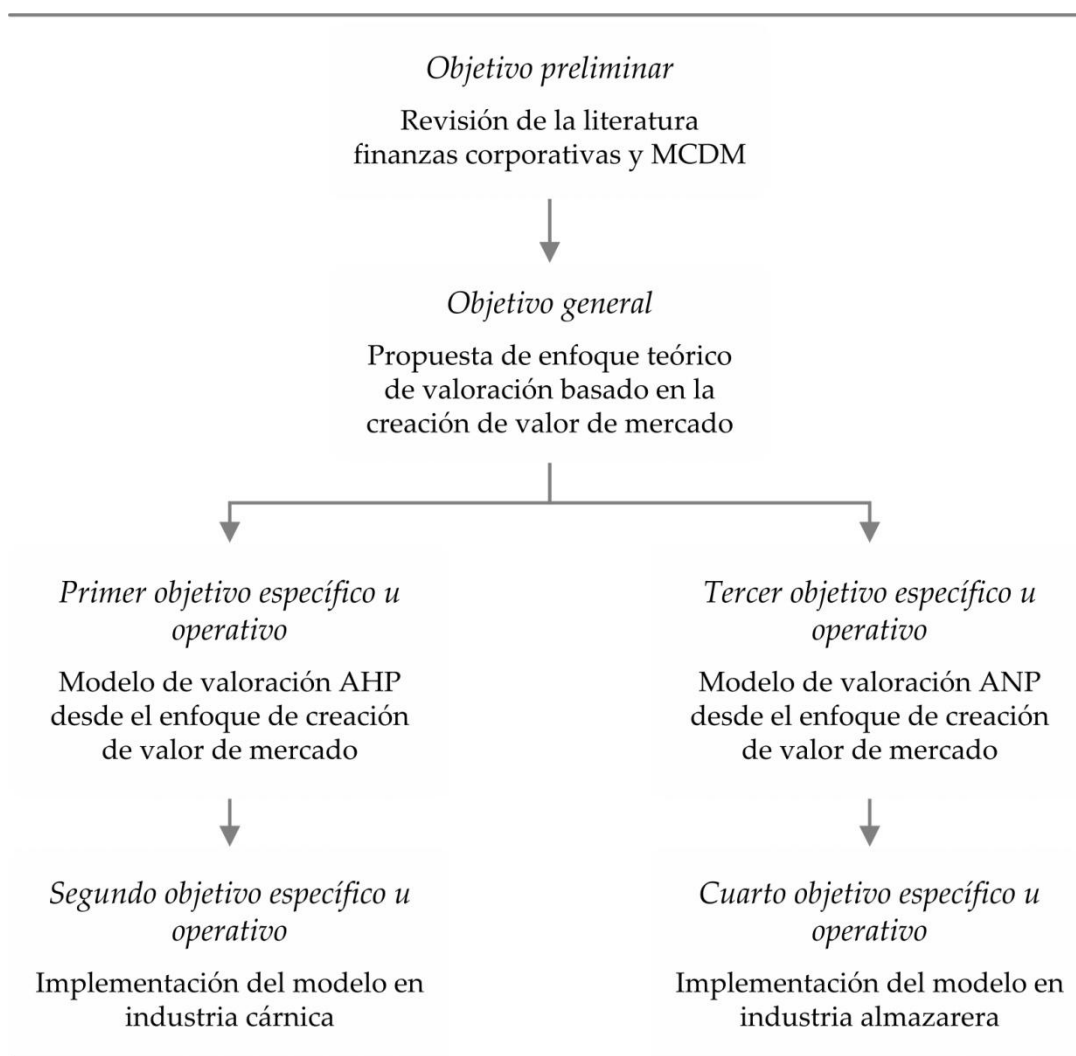 Objetivo preliminar
Revisión de la literatura
finanzas corporativas y MCDM
Objetivo general
Propuesta de enfoque teórico
de valoración basado en la
creación de valor de mercado
Primer objetivo específico u
operativo
Modelo de valoración AHP
desde el enfoque de creación
de valor de mercado
Segundo objetivo específico u
operativo
Implementación del modelo en
industria cárnica
Tercer objetivo específico u
operativo
Modelo de valoración ANP
desde el enfoque de creación
de valor de mercado
Cuarto objetivo específico u
operativo
Implementación del modelo en
industria almazarera